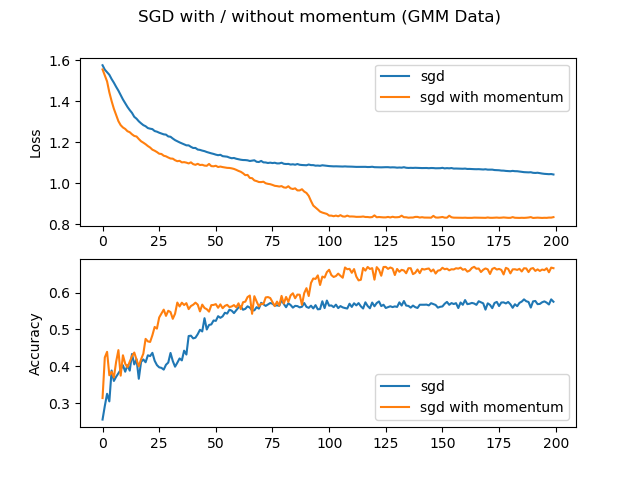 SGD with / without momentum (GMM Data)
1.6
1.4
1.2
1.0
0.8
Loss
sgd
sgd with momentum
0 25 50 75 100 125 150 175 200
0.6
0.5
0.4
0.3
Accuracy
sgd
sgd with momentum
0 25 50 75 100 125 150 175 200